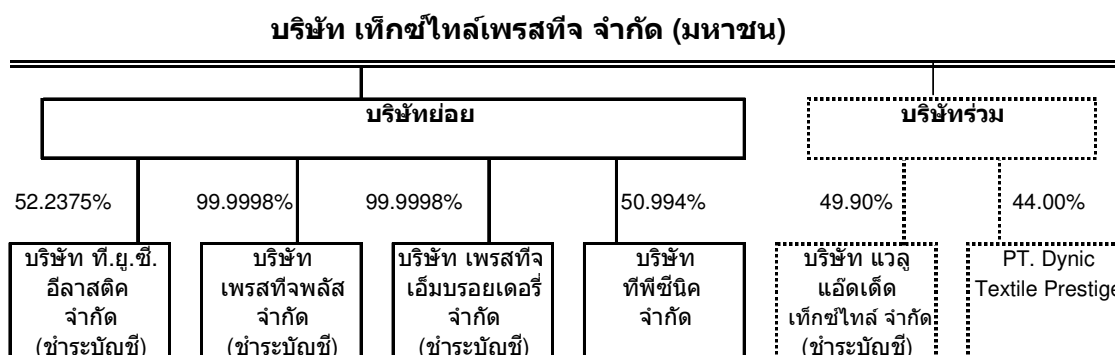 บริษัท เท็กซ์ไทล์เพรสทีจ จำกัด (มหาชน)
บริษัทย่อย
บริษัทร่วม
52.2375%
99.9998%
99.9998%
50.994%
49.90%
44.00%
บริษัท ที.ยู.ซี.
อีลาสติค
จำกัด
(ชำระบัญชี)
บริษัท
เพรสทีจพลัส
จำกัด
(ชำระบัญชี)
บริษัท เพรสทีจ
เอ็มบรอยเดอรี่
จำกัด
(ชำระบัญชี)
บริษัท
ทีพีซีนิค
จำกัด
บริษัท แวลู
แอ๊ดเด็ด
เท็กซ์ไทล์ จำกัด
(ชำระบัญชี)
PT. Dynic
Textile Prestige